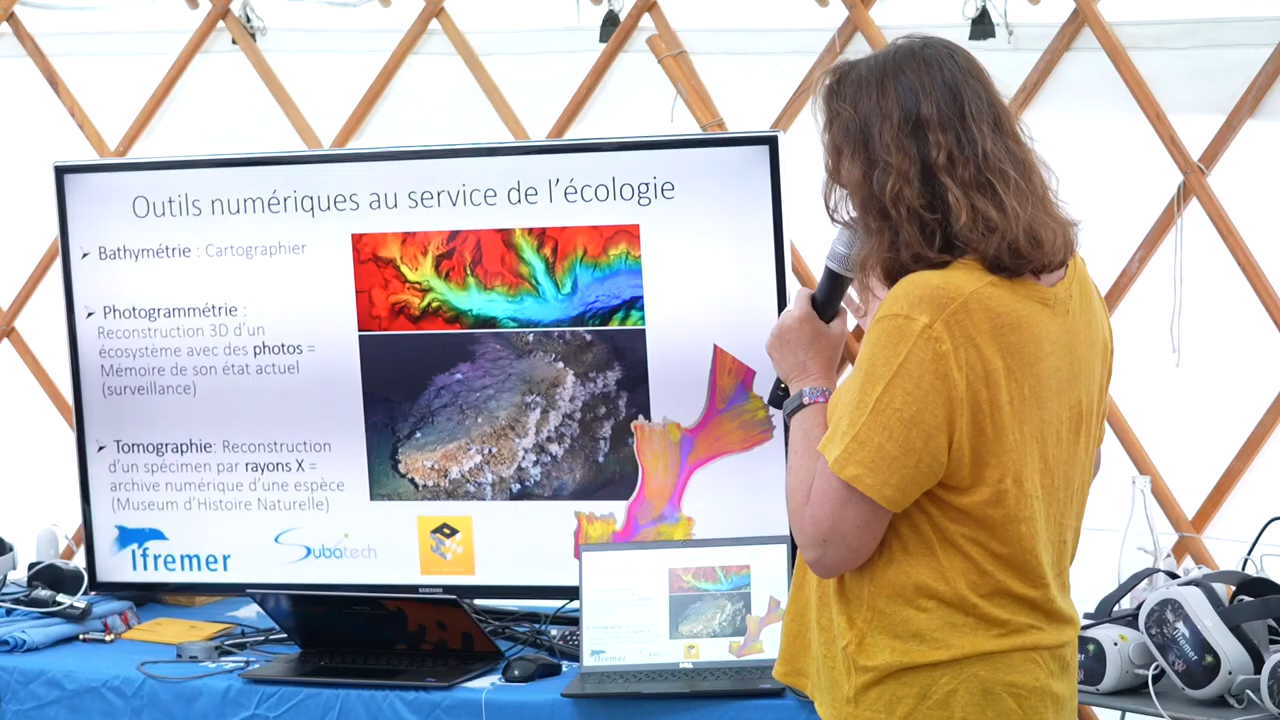 Outils numériques au service de l'écologie
➢ Bathymétrie : Cartographier
➢ Photogrammétrie :
Reconstruction 3D d'un
écosystème avec des photos =
Mémoire de son état actuel
(surveillance)
➢ Tomographie: Reconstruction
d'un spécimen par rayons X =
archive numérique d'une espèce
(Museum d'Histoire Naturelle)
Ifremer
Subatech
SAMSUNG
Ifremer
DELL
Ifremer